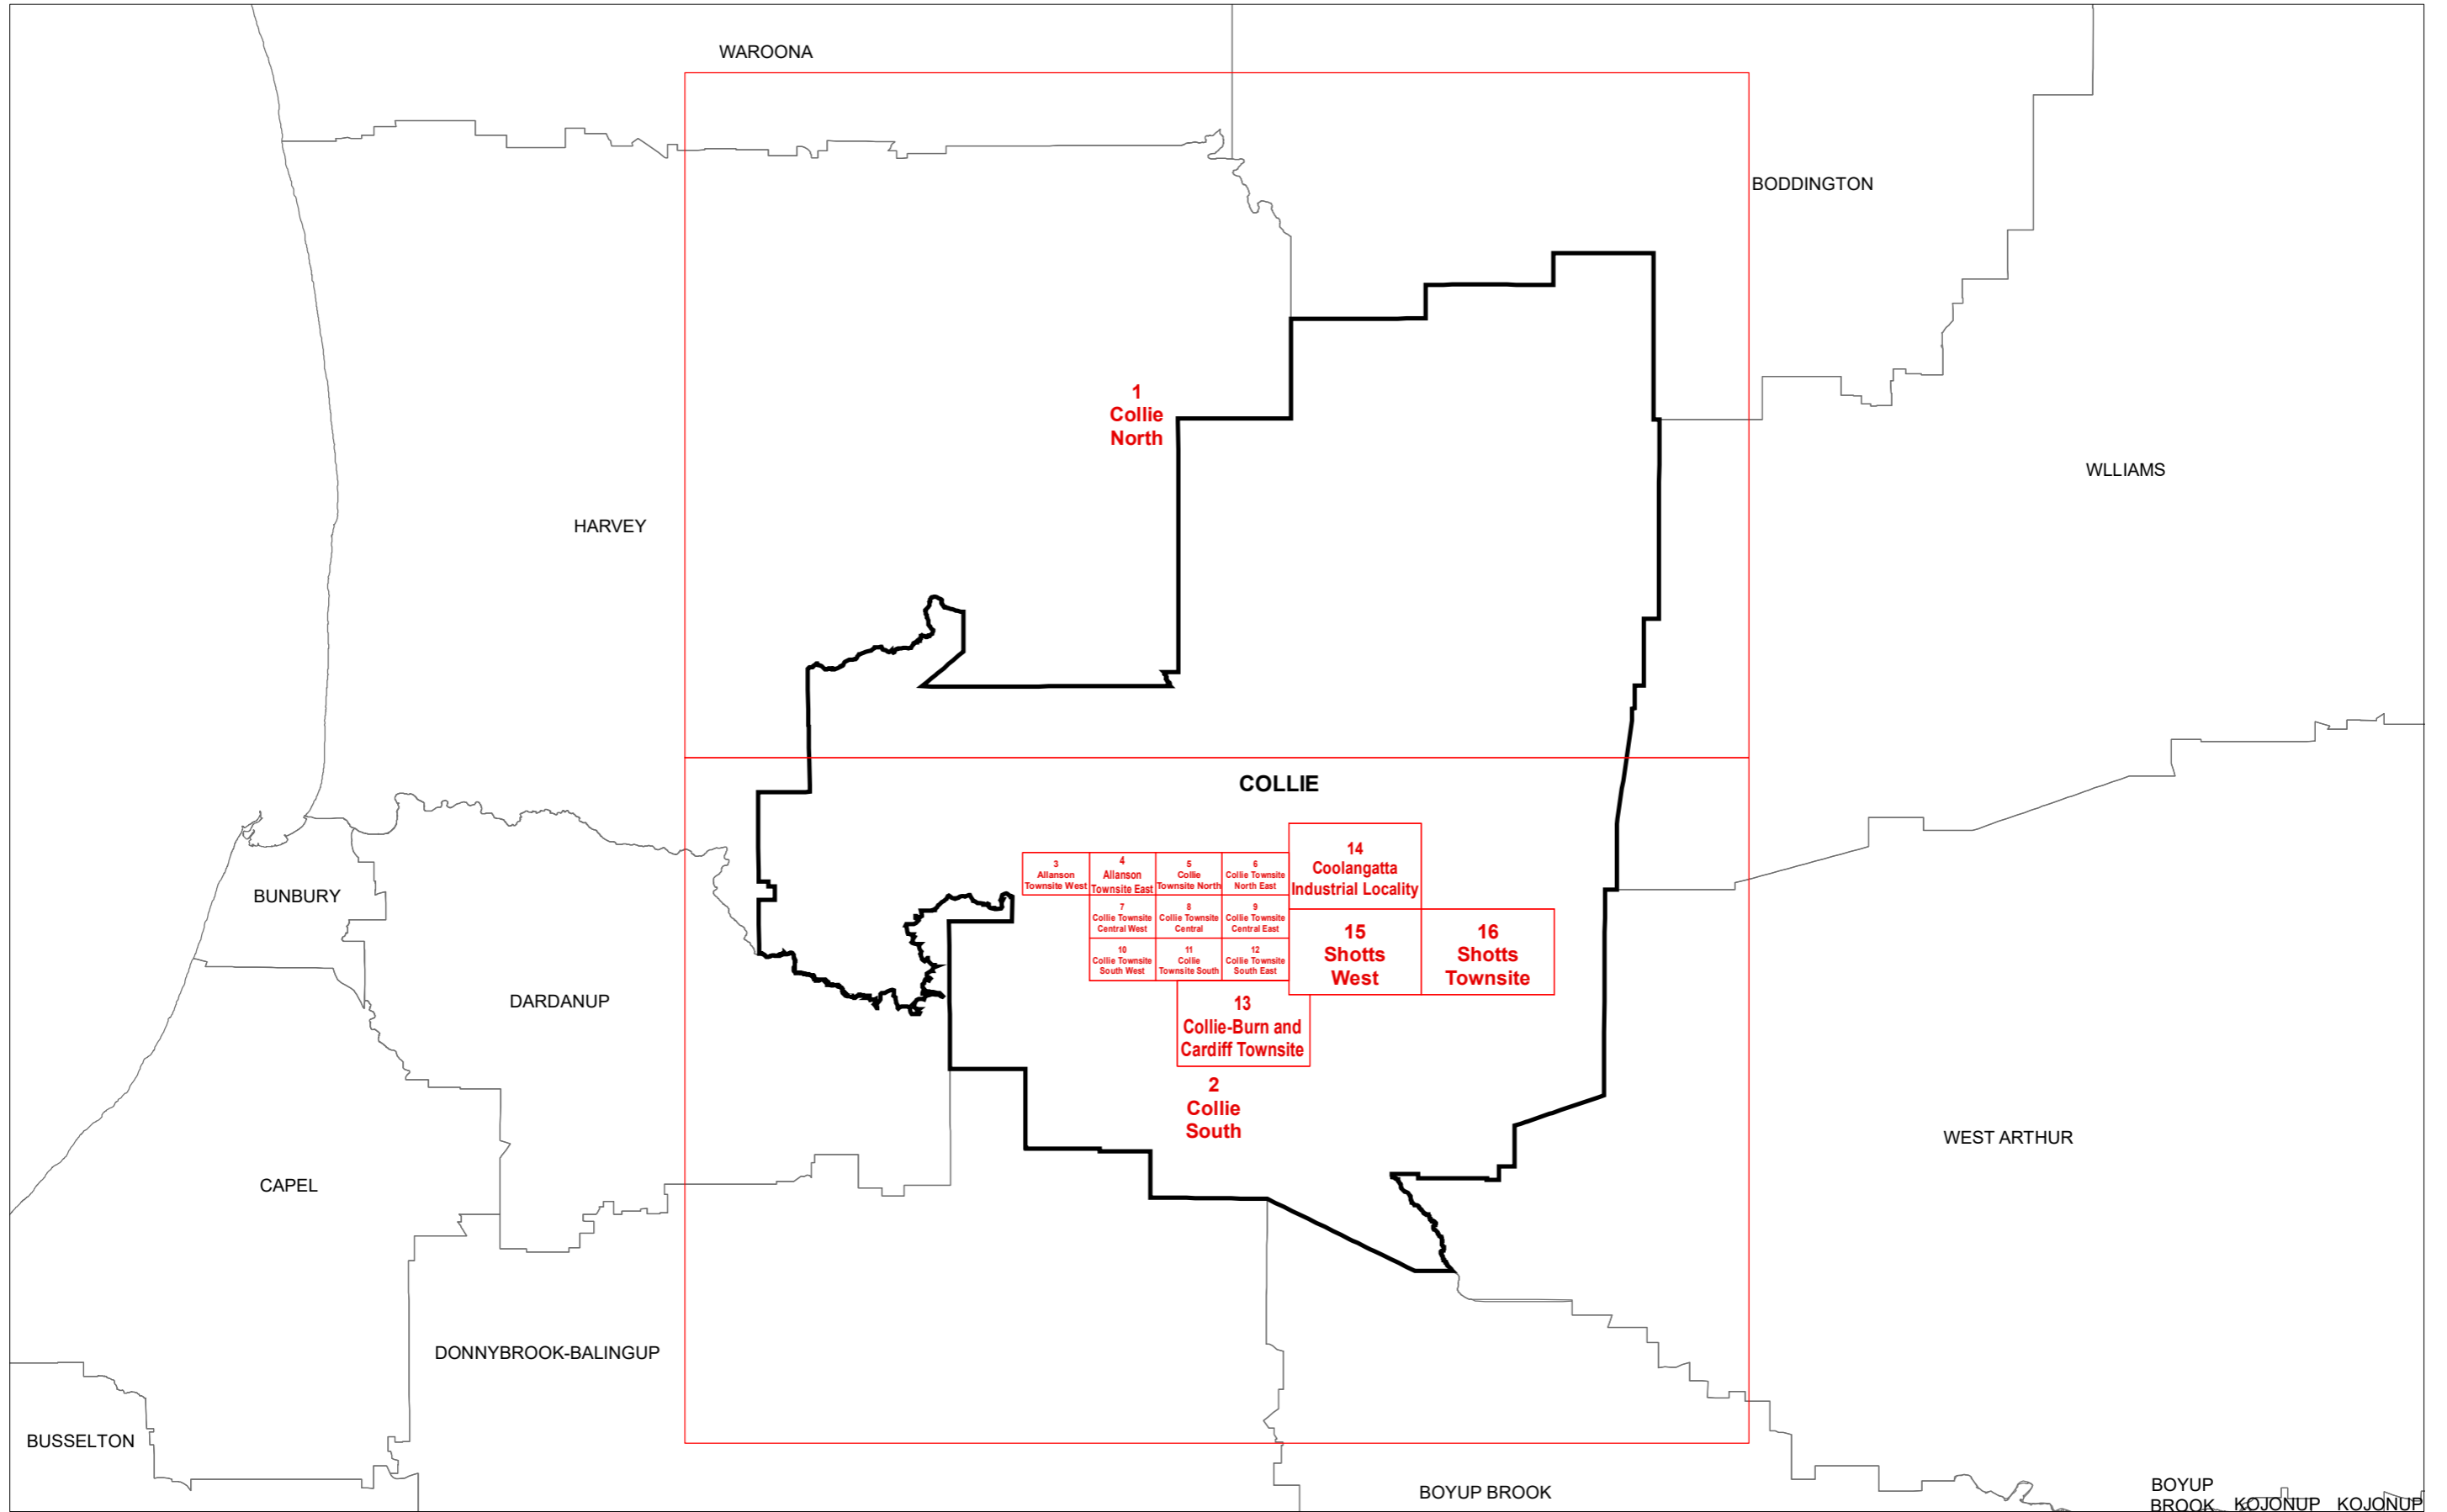 WAROONA
BODDINGTON
1
Collie
North
WLLIAMS
HARVEY
COLLIE
3
Allanson
Townsite West
4
Allanson
Townsite East
5
Collie
Townsite North
6
Collie Townsite
North East
14
Coolangatta
Industrial Locality
BUNBURY
7
Collie Townsite
Central West
8
Collie Townsite
Central
9
Collie Townsite
Central East
15
Shotts
West
16
Shotts
Townsite
10
Collie Townsite
South West
11
Collie
Townsite South
12
Collie Townsite
South East
DARDANUP
13
Collie-Burn and
Cardiff Townsite
2
Collie
South
WEST ARTHUR
CAPEL
DONNYBROOK-BALINGUP
BUSSELTON
BOYUP BROOK
BOYUP
BROOK
KOJONUP
KOJONUP